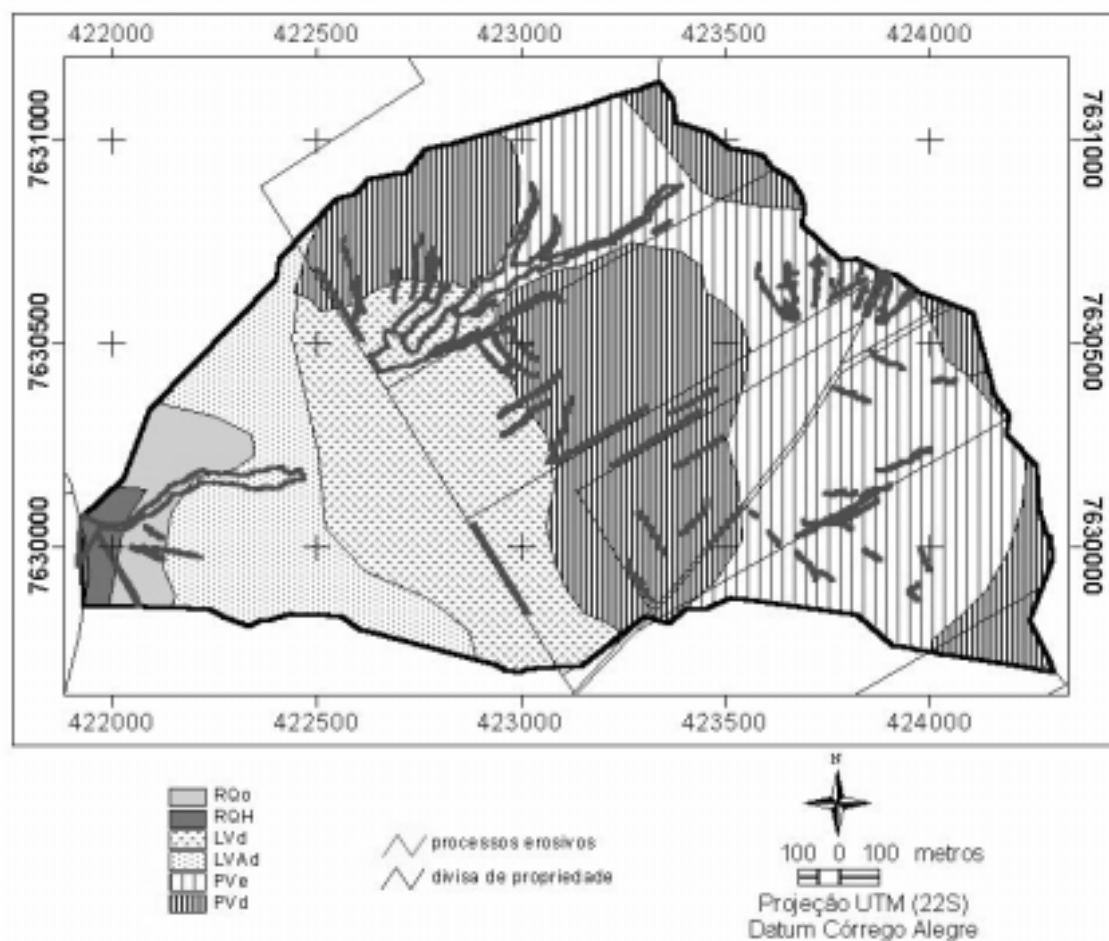 422000 422500 423000 423500 424000
7631000 7631000
7630500 7630500
7630000 7630000
422000 422500 423000 423500 424000
RQo
RQH
LVd
LVAd
PVe
PVd
processos erosivos
divisa de propriedade
N
100 0 100 metros
Projeção UTM (22S)
Datum Córrego Alegre